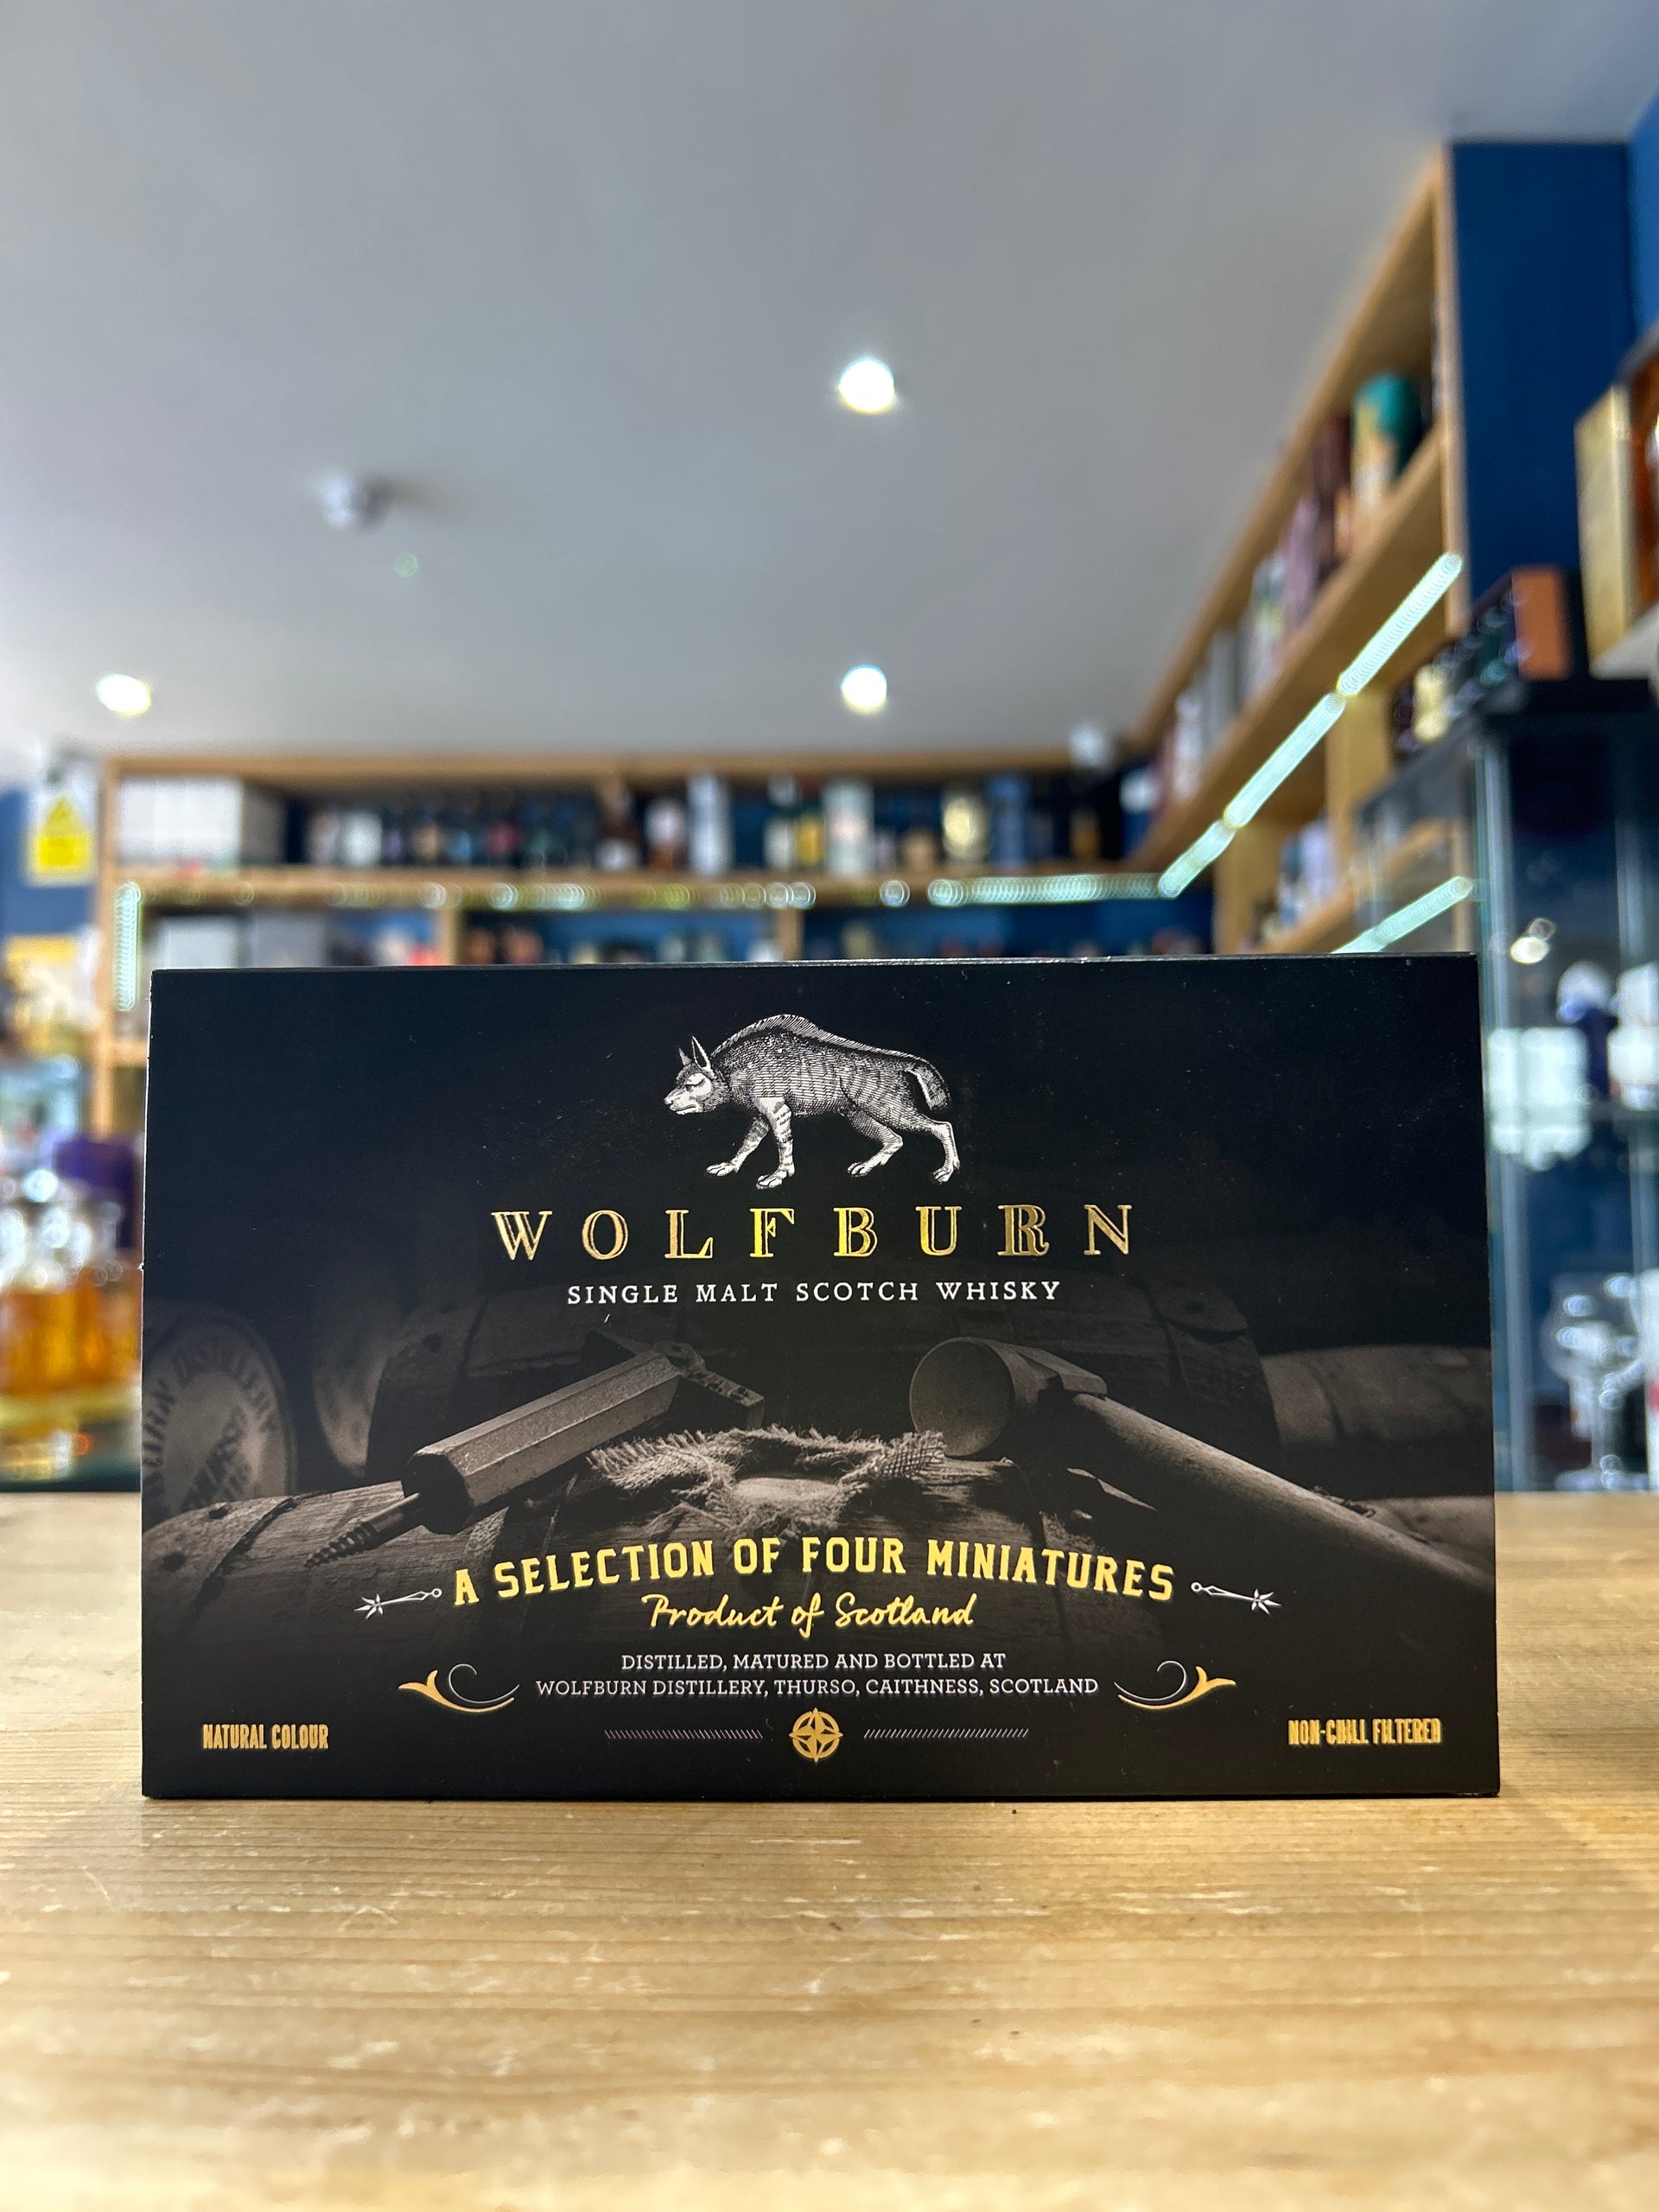 WOLFBURN
SINGLE MALT SCOTCH WHISKY
A SELECTION OF FOUR MINIATURES
Product of Scotland
DISTILLED, MATURED AND BOTTLED AT
WOLFBURN DISTILLERY, THURSO, CAITHNESS, SCOTLAND
NATURAL COLOUR
NON-CHILL FILTERED